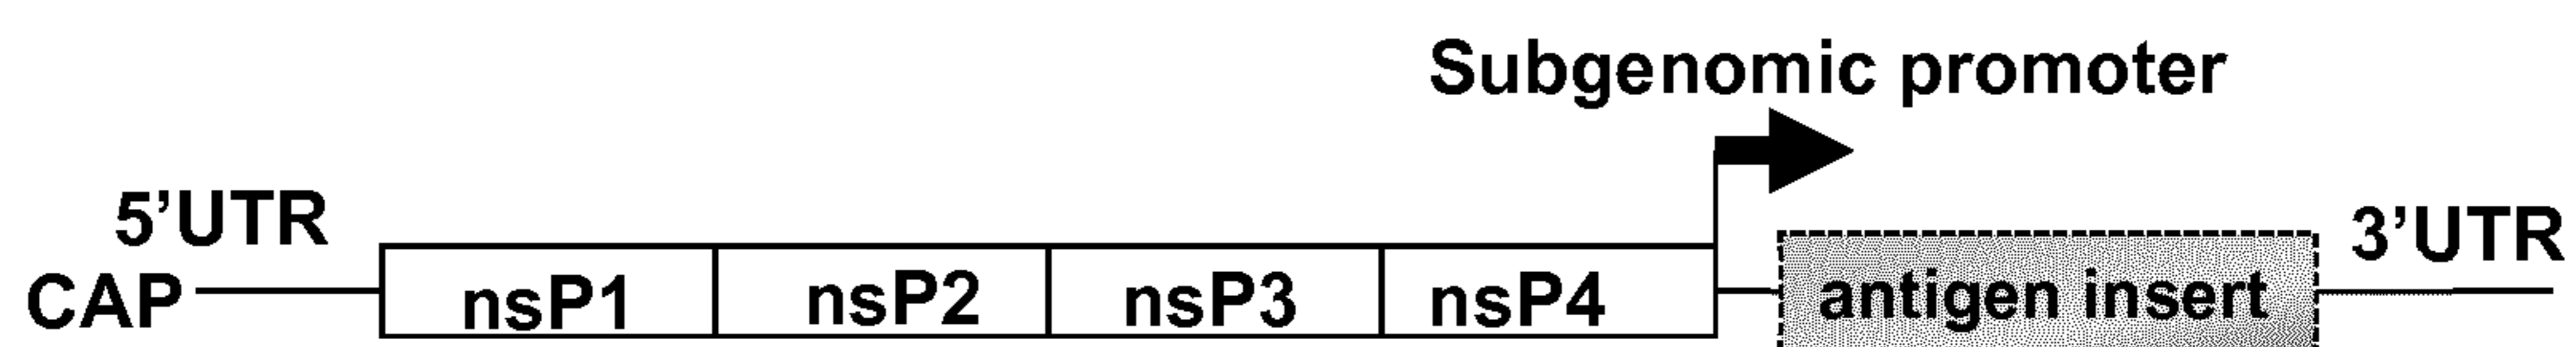 Subgenomic promoter
5'UTR
3'UTR
CAP
nsP1
nsP2
nsP3
nsP4
antigen insert